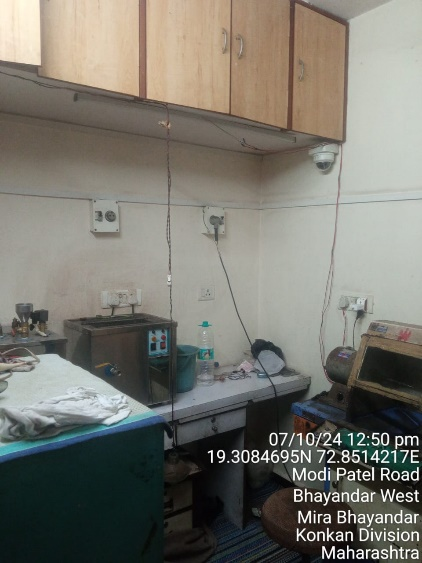 07/10/24 12:50 pm
19.3084695N 72.8514217E
Modi Patel Road
Bhayandar West
Mira Bhayandar
Konkan Division
Maharashtra